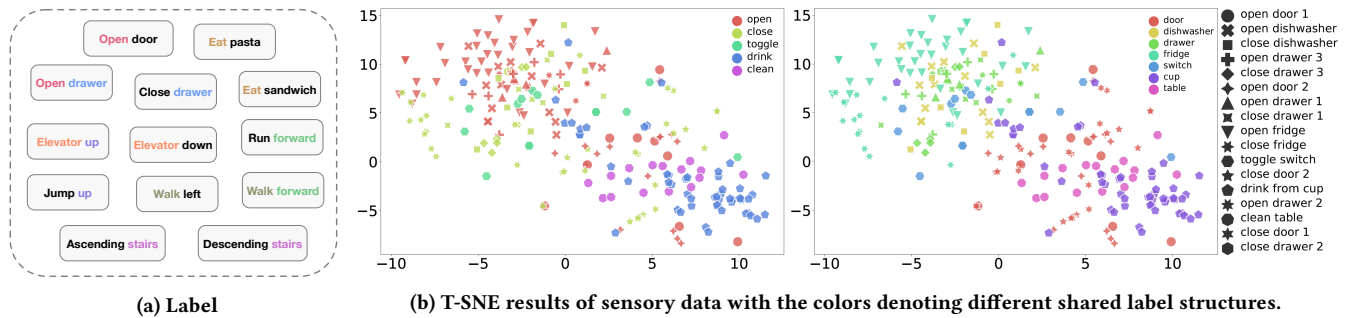 Open door
Eat pasta
Open drawer
Close drawer
Eat sandwich
Elevator up
Elevator down
Run forward
Jump up
Walk left
Walk forward
Ascending stairs
Descending stairs
(a) Label
15
10
5
0
−5
−10
−5
0
5
10
open
close
toggle
drink
clean
15
10
5
0
−5
−10
−5
0
5
10
door
dishwasher
drawer
fridge
switch
cup
table
open door 1
open dishwasher
close dishwasher
open drawer 3
close drawer 3
open door 2
open drawer 1
close drawer 1
open fridge
close fridge
toggle switch
close door 2
drink from cup
open drawer 2
clean table
close door 1
close drawer 2
(b) T-SNE results of sensory data with the colors denoting different shared label structures.